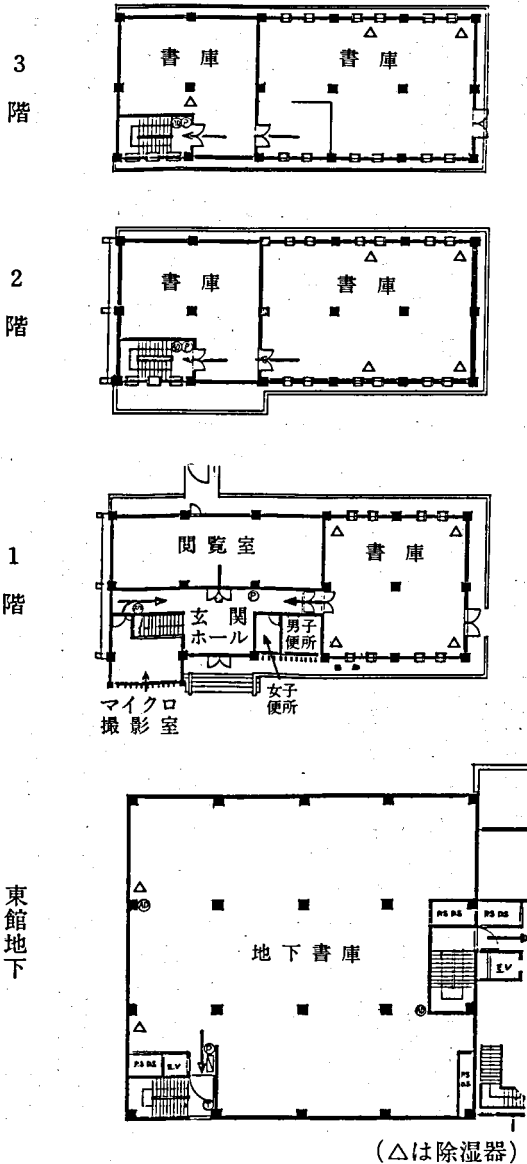 3階
書庫
書庫
2階
書庫
書庫
1階
閲覧室
書庫
玄関
ホール
男子
便所
女子
便所
マイクロ
撮影室
東館地下
P.S D.S
P.S D.S
E.V
地下書庫
P.S D.S
E.V
P.S
D.S
(△は除湿器)